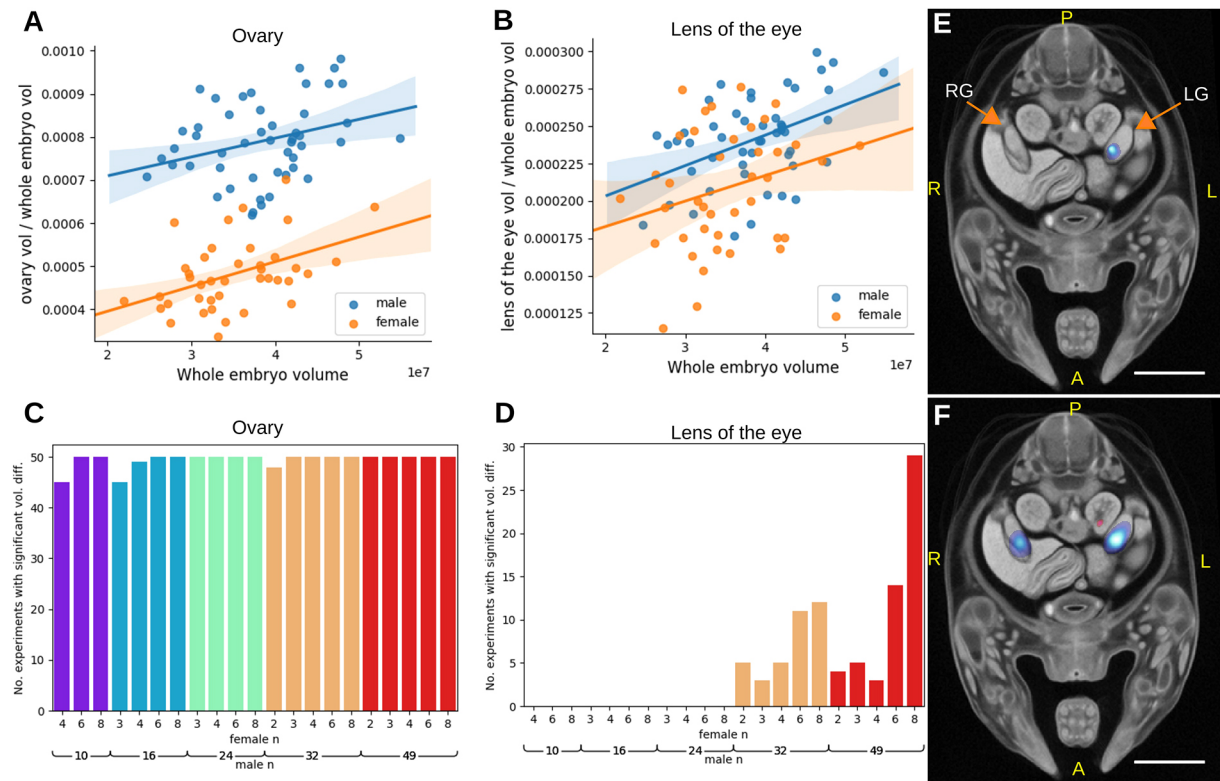 A
Ovary
ovary vol / whole embryo vol
0.0010
0.0009
0.0008
0.0007
0.0006
0.0005
0.0004
male
female
2 3 4 5
1e7
Whole embryo volume
B
Lens of the eye
lens of the eye vol / whole embryo vol
0.000300
0.000275
0.000250
0.000225
0.000200
0.000175
0.000150
0.000125
male
female
2 3 4 5
1e7
Whole embryo volume
E
P
RG
LG
R
L
A
C
Ovary
No. experiments with significant vol. diff.
50
40
30
20
10
0
4 6 8 3 4 6 8 3 4 6 8 2 3 4 6 8 2 3 4 6 8
female n
10 16 24 32 49
male n
D
Lens of the eye
No. experiments with significant vol. diff.
30
25
20
15
10
5
0
4 6 8 3 4 6 8 3 4 6 8 2 3 4 6 8 2 3 4 6 8
female n
10 16 24 32 49
male n
F
P
R
L
A